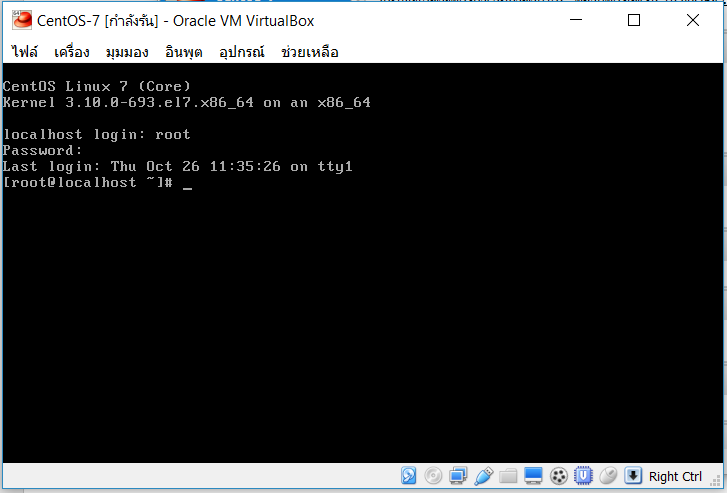 CentOS-7 [กำลังรัน] - Oracle VM VirtualBox
ไฟล์ เครื่อง มุมมอง อินพุต อุปกรณ์ ช่วยเหลือ
CentOS Linux 7 (Core)
Kernel 3.10.0-693.el7.x86_64 on an x86_64
localhost login: root
Password:
Last login: Thu Oct 26 11:35:26 on tty1
[root@localhost ~]# _
Right Ctrl